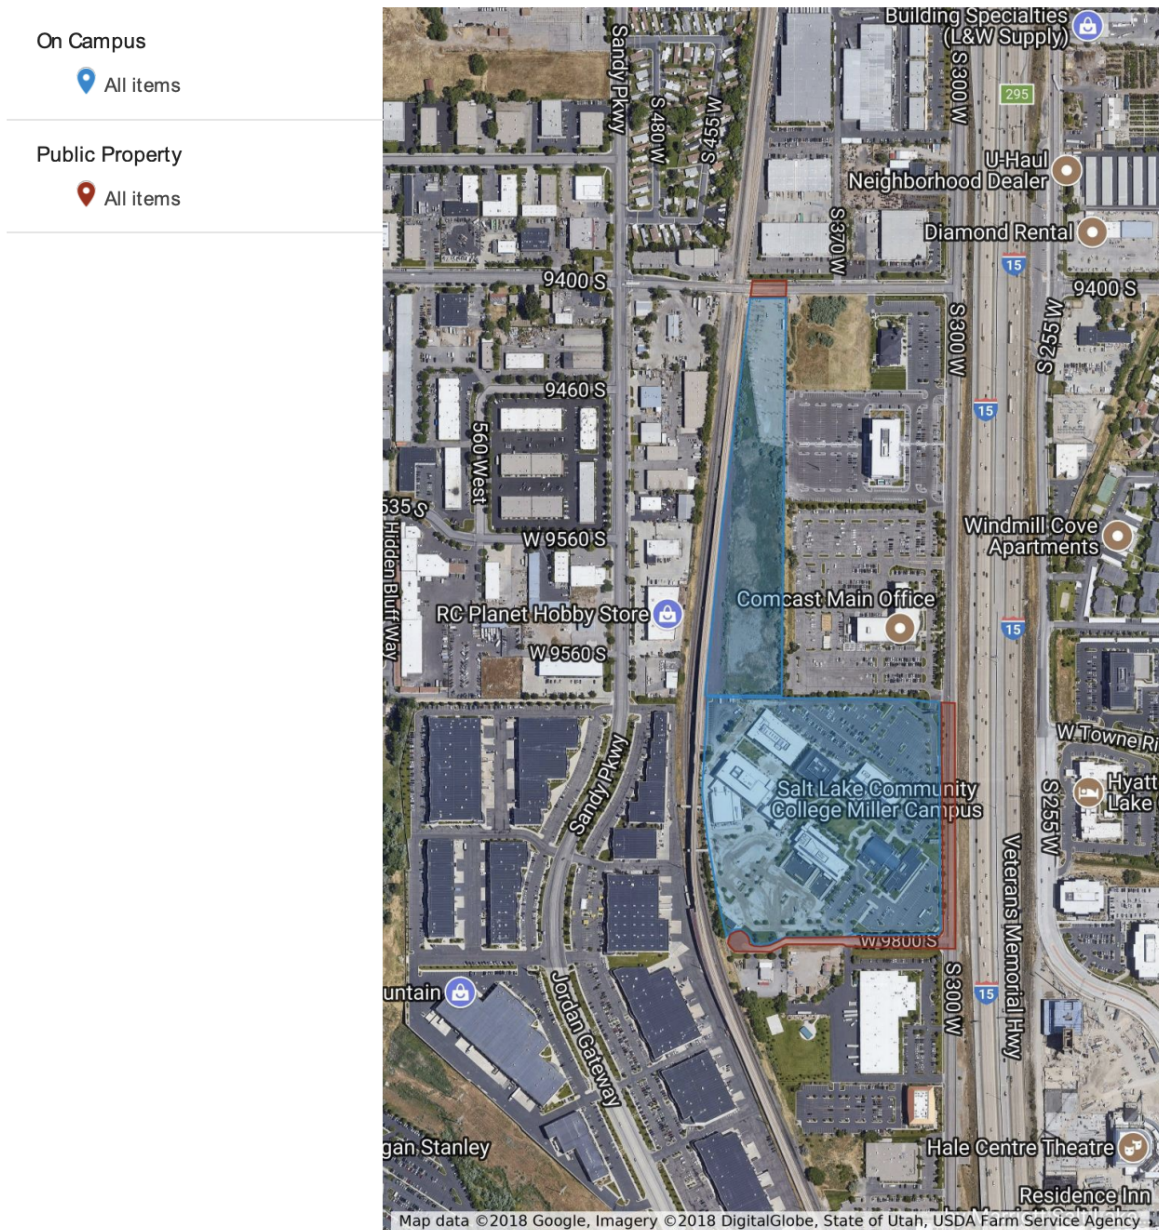 On Campus
All items
Public Property
All items
Building Specialties
(L&W Supply)
Sandy Pkwy
S 480 W
S 455 W
S 300 W
295
U-Haul
Neighborhood Dealer
S 370 W
Diamond Rental
15
9400 S
9400 S
S 300 W
S 255 W
9460 S
15
560 West
535 S
W 9560 S
Hidden Bluff Way
Windmill Cove
Apartments
RC Planet Hobby Store
Comcast Main Office
15
W 9560 S
Sandy Pkwy
W Towne Ri
Salt Lake Community
College Miller Campus
Hyatt
Lake
S 255 W
Veterans Memorial Hwy
W 9800 S
untain
Jordan Gateway
S 300 W
15
gan Stanley
Hale Centre Theatre
Residence Inn
Map data ©2018 Google, Imagery ©2018 DigitalGlobe, State of Utah, USDA Farm Service Agency